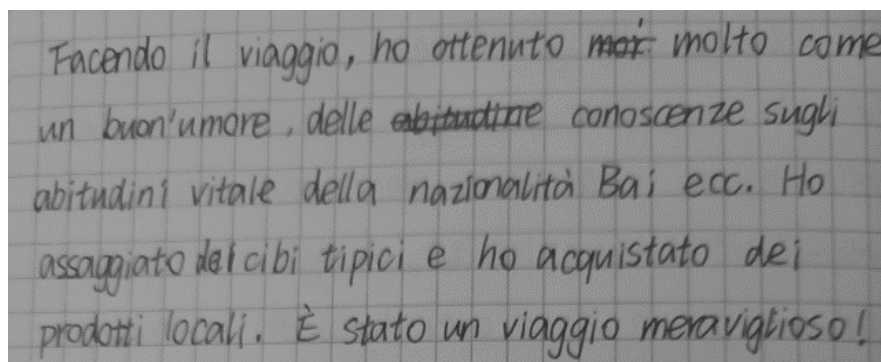 Facendo il viaggio, ho ottenuto molto come
un buon'umore, delle conoscenze sugli
abitudini vitale della nazionalità Bai ecc. Ho
assaggiato dei cibi tipici e ho acquistato dei
prodotti locali. È stato un viaggio meraviglioso!